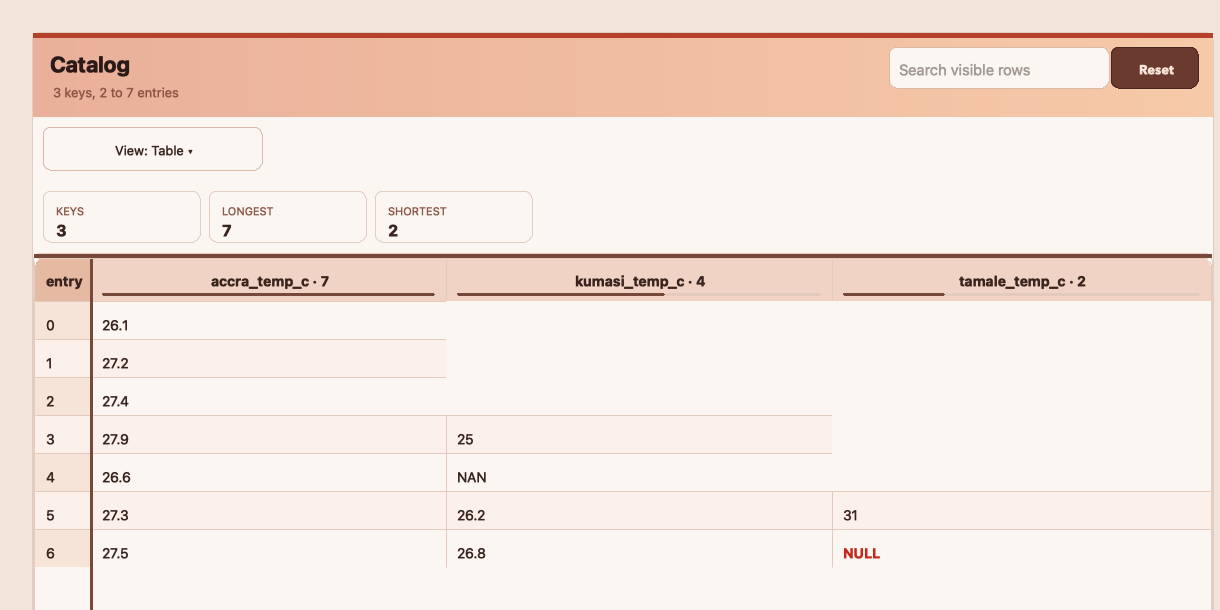 Catalog
3 keys, 2 to 7 entries
Search visible rows
Reset
View: Table ▾
KEYS
3
LONGEST
7
SHORTEST
2
entry accra_temp_c · 7 kumasi_temp_c · 4 tamale_temp_c · 2
0 26.1
1 27.2
2 27.4
3 27.9 25
4 26.6 NAN
5 27.3 26.2 31
6 27.5 26.8 NULL